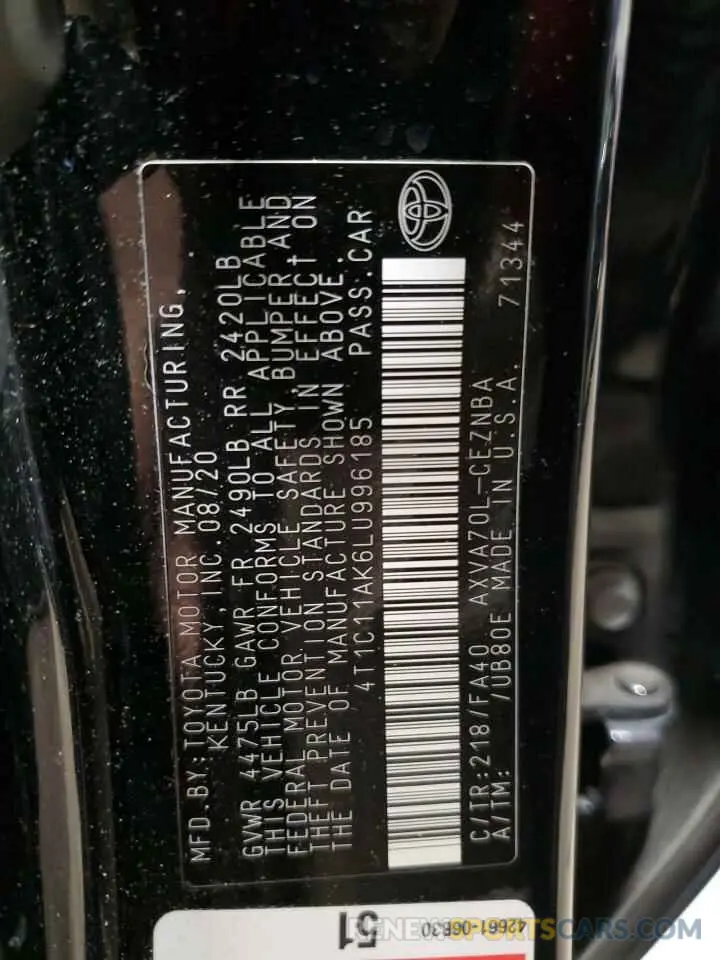 MFD.BY:TOYOTA MOTOR MANUFACTURING,
KENTUCKY, INC. 08/20
GVWR 4475LB GAWR FR 2490LB RR 2420LB
THIS VEHICLE CONFORMS TO ALL APPLICABLE
FEDERAL MOTOR VEHICLE SAFETY, BUMPER AND
THEFT PREVENTION STANDARDS IN EFFECT ON
THE DATE OF MANUFACTURE SHOWN ABOVE.
4T1C11AK6LU996185 PASS.CAR
C/TR:218/FA40 AXVA70L-CEZNBA
A/TM: /UB80E MADE IN U.S.A. 71344
51
42661-06B30
RENEWSPORTSCARS.COM